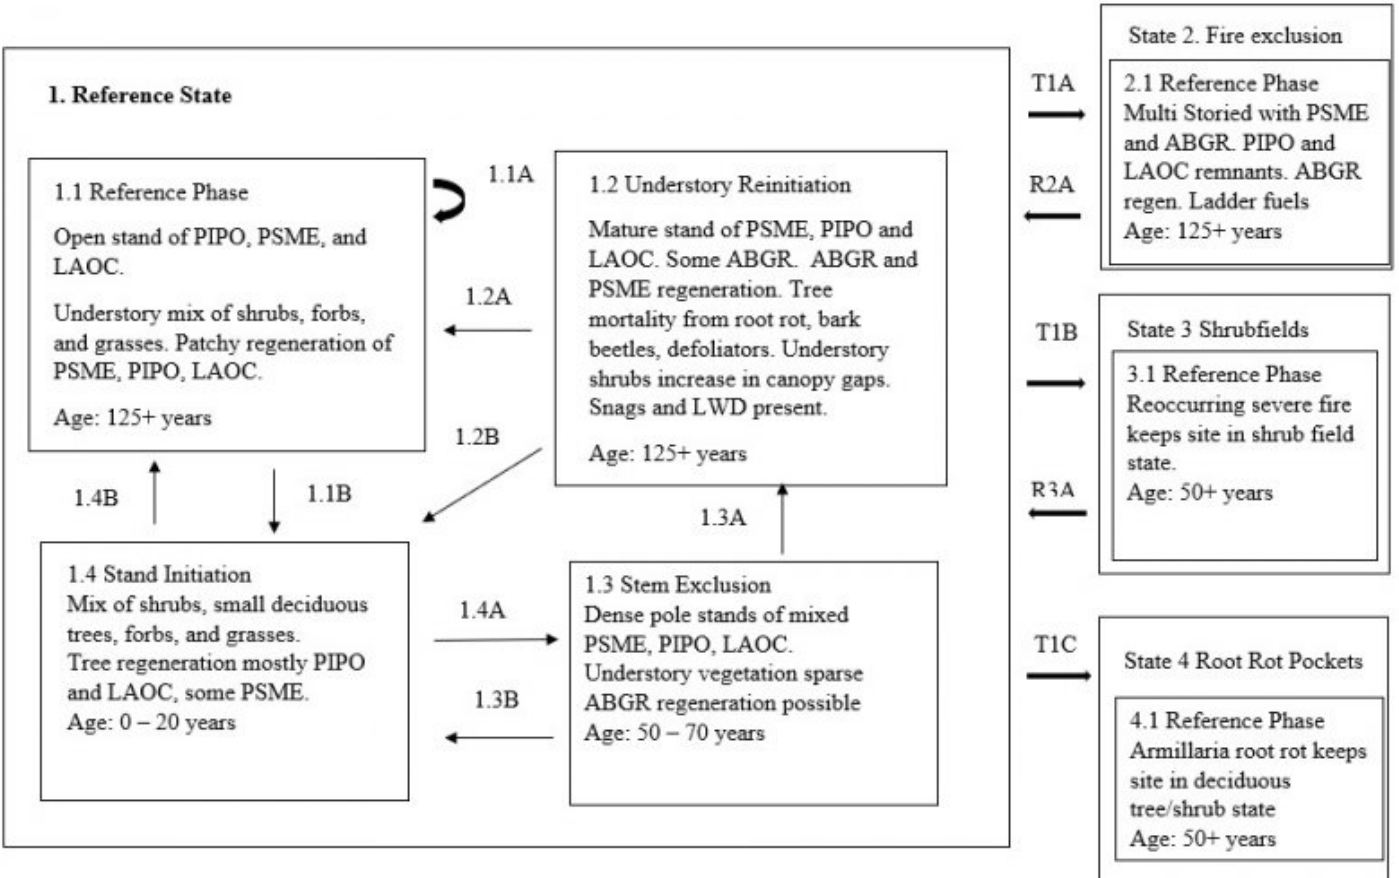 1. Reference State
1.1 Reference Phase
Open stand of PIPO, PSME, and
LAOC.
Understory mix of shrubs, forbs,
and grasses. Patchy regeneration of
PSME, PIPO, LAOC.
Age: 125+ years
1.1A
1.2A
1.2B
1.2 Understory Reinitiation
Mature stand of PSME, PIPO and
LAOC. Some ABGR.  ABGR and
PSME regeneration. Tree
mortality from root rot, bark
beetles, defoliators. Understory
shrubs increase in canopy gaps.
Snags and LWD present.
Age: 125+ years
1.4B
1.1B
1.3A
1.4 Stand Initiation
Mix of shrubs, small deciduous
trees, forbs, and grasses.
Tree regeneration mostly PIPO
and LAOC, some PSME.
Age: 0 – 20 years
1.4A
1.3B
1.3 Stem Exclusion
Dense pole stands of mixed
PSME, PIPO, LAOC.
Understory vegetation sparse
ABGR regeneration possible
Age: 50 – 70 years
T1A
R2A
State 2. Fire exclusion
2.1 Reference Phase
Multi Storied with PSME
and ABGR. PIPO and
LAOC remnants. ABGR
regen. Ladder fuels
Age: 125+ years
T1B
R3A
State 3 Shrubfields
3.1 Reference Phase
Reoccurring severe fire
keeps site in shrub field
state.
Age: 50+ years
T1C
State 4 Root Rot Pockets
4.1 Reference Phase
Armillaria root rot keeps
site in deciduous
tree/shrub state
Age: 50+ years